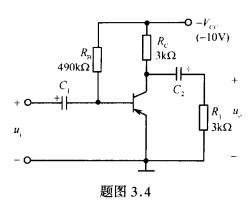 -V_CC
(-10V)
R_B
490kΩ
R_C
3kΩ
C_1
+
C_2
+
+
+
u_i
R_L
3kΩ
u_o
−
−
题图 3.4